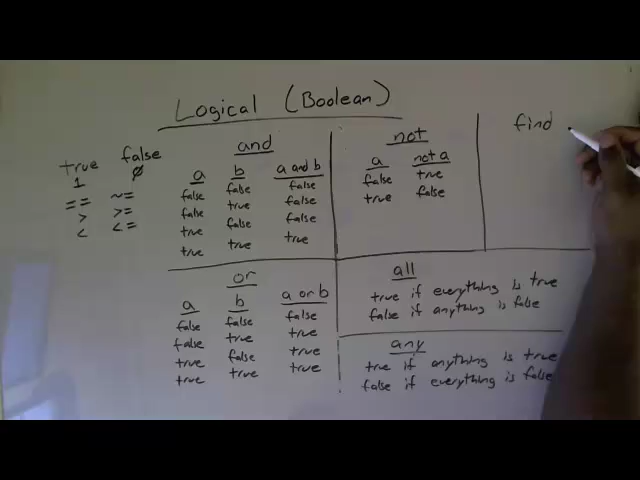 Logical (Boolean)
true false
1 0
== ~=
> >=
< <=
and
a b a and b
false false false
false true false
true false false
true true true
not
a not a
false true
true false
find
or
a b a or b
false false false
false true true
true false true
true true true
all
true if everything is true
false if anything is false
any
true if anything is true
false if everything is false